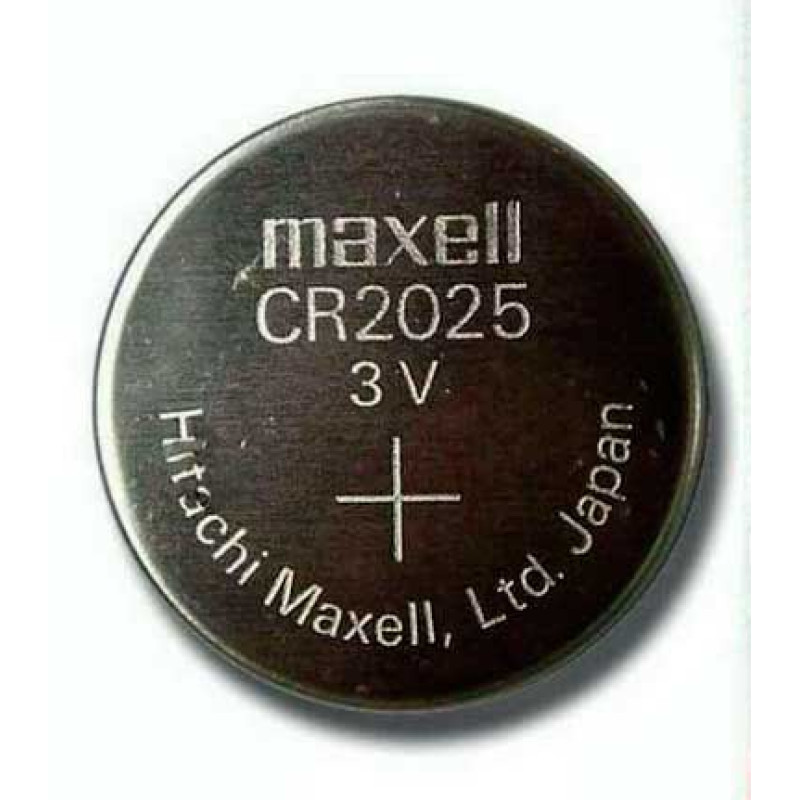 maxell
CR2025
3 V
+
Hitachi Maxell, Ltd. Japan